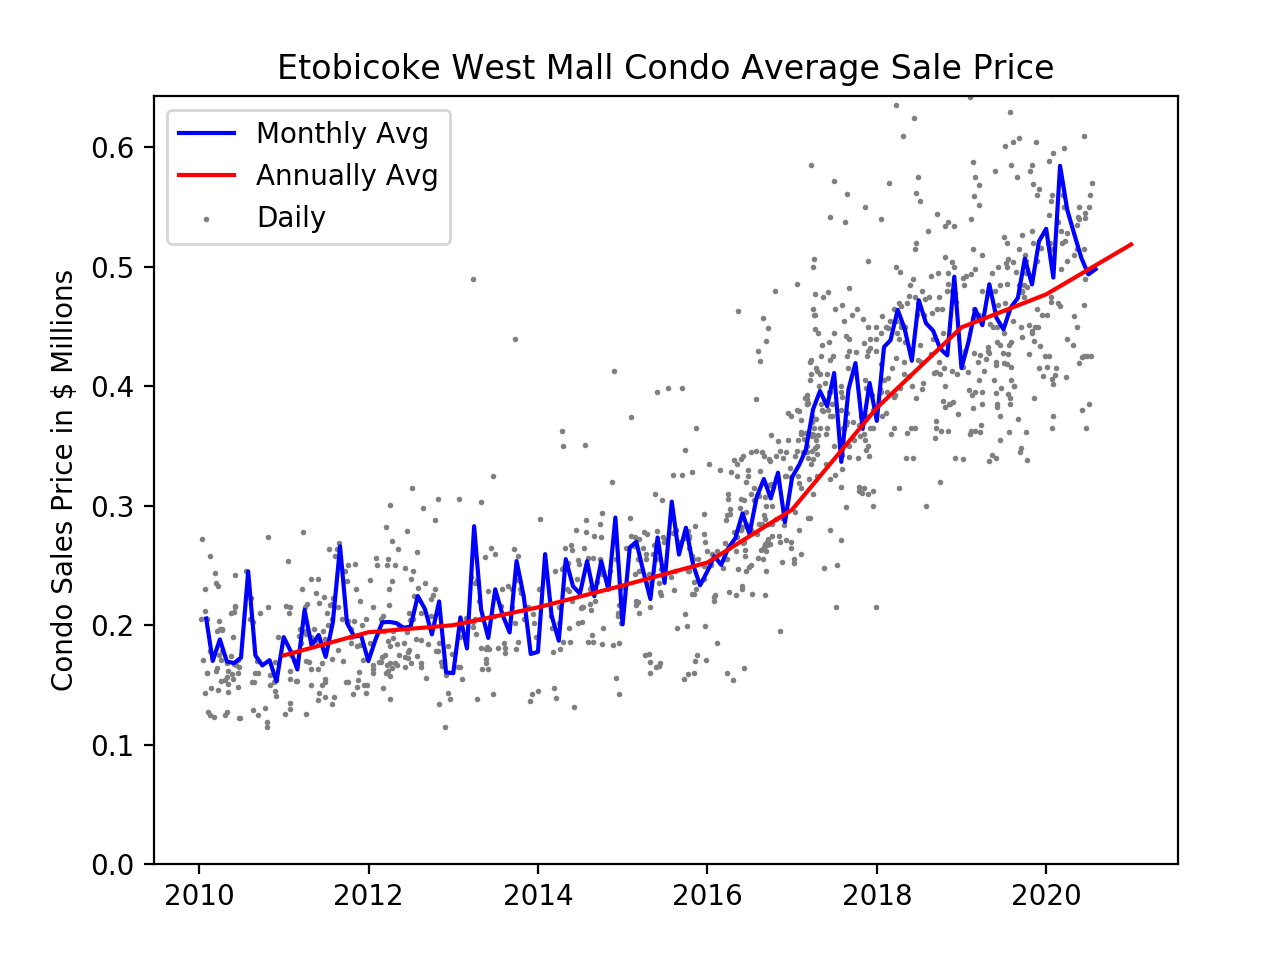 Etobicoke West Mall Condo Average Sale Price
Monthly Avg
Annually Avg
Daily
Condo Sales Price in $ Millions
0.6
0.5
0.4
0.3
0.2
0.1
0.0
2010 2012 2014 2016 2018 2020